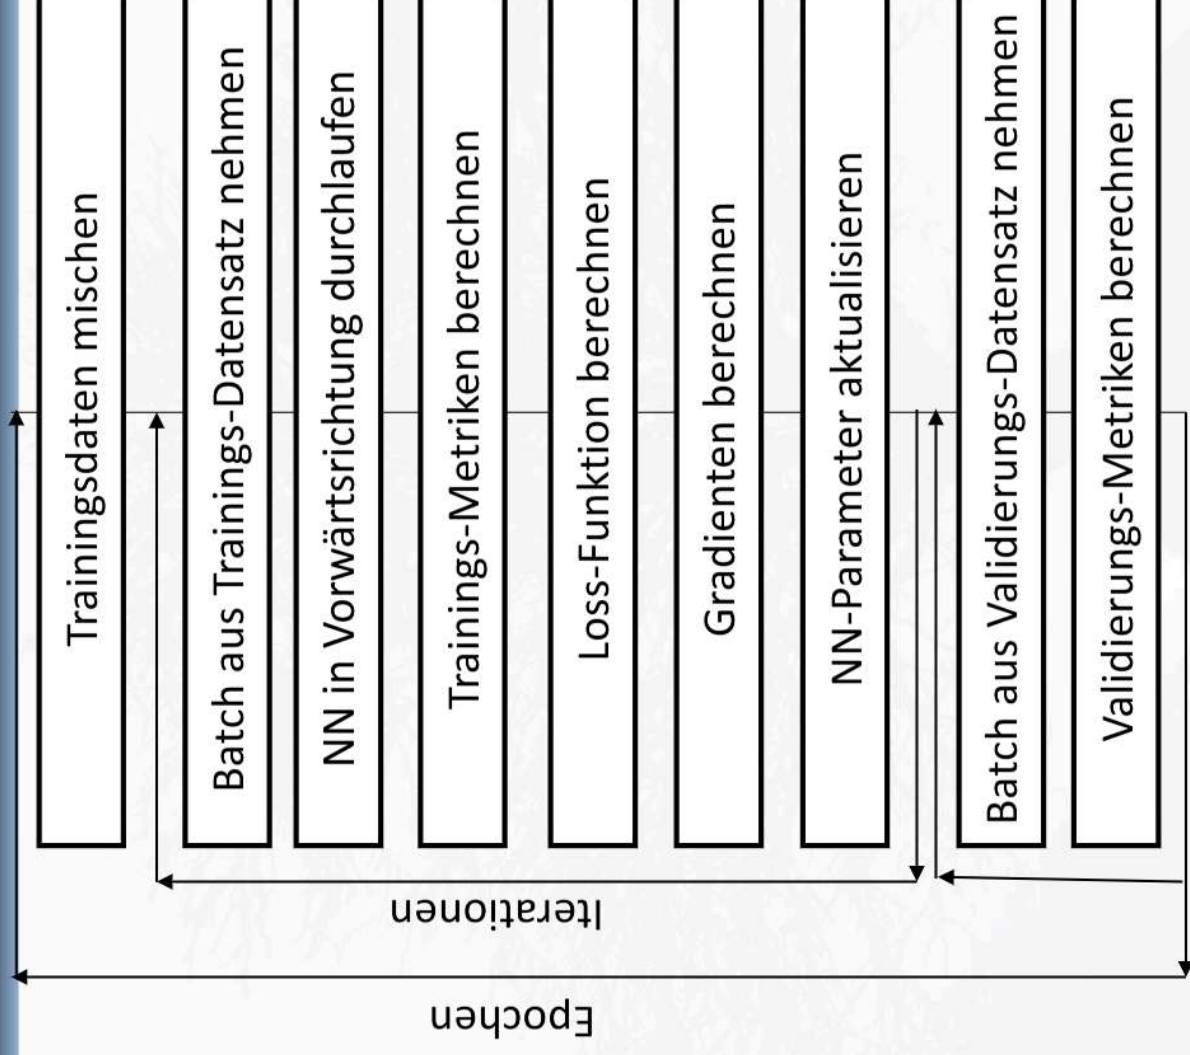 Trainingsdaten mischen
Batch aus Trainings-Datensatz nehmen
NN in Vorwärtsrichtung durchlaufen
Trainings-Metriken berechnen
Loss-Funktion berechnen
Gradienten berechnen
NN-Parameter aktualisieren
Batch aus Validierungs-Datensatz nehmen
Validierungs-Metriken berechnen
Iterationen
Epochen